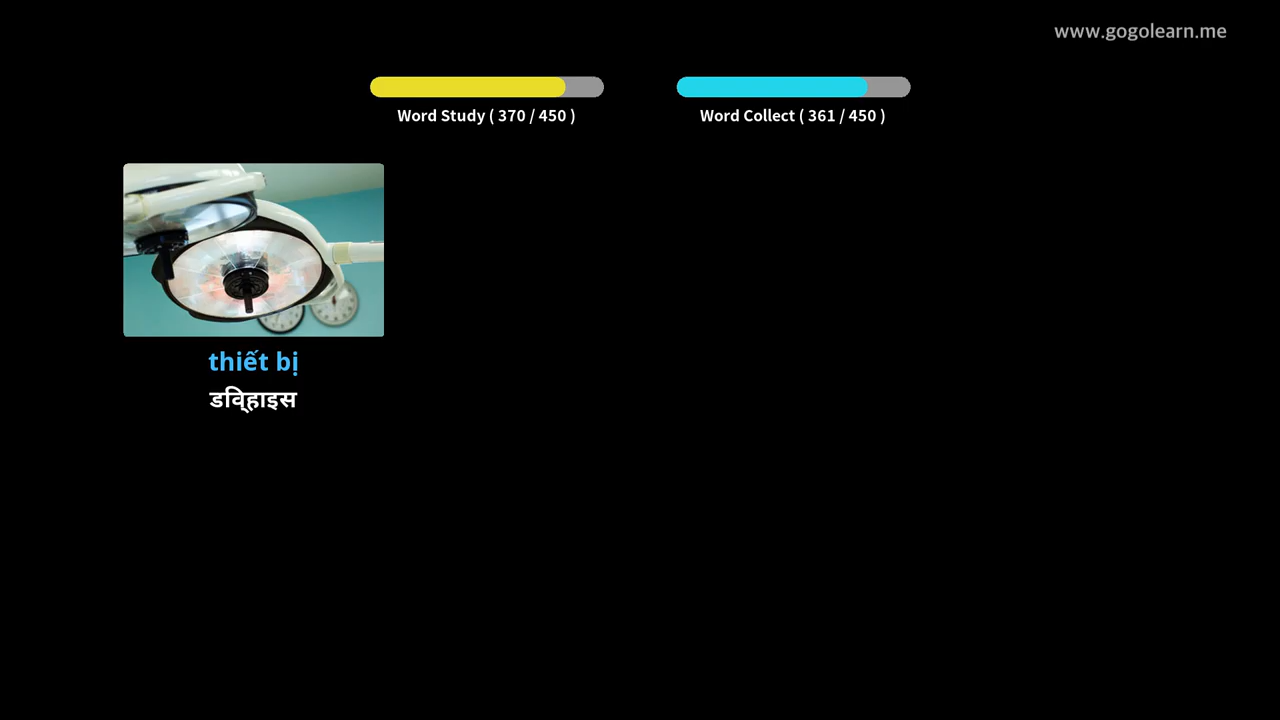 www.gogolearn.me
Word Study ( 370 / 450 )
Word Collect ( 361 / 450 )
thiết bị
डिव्हाइस